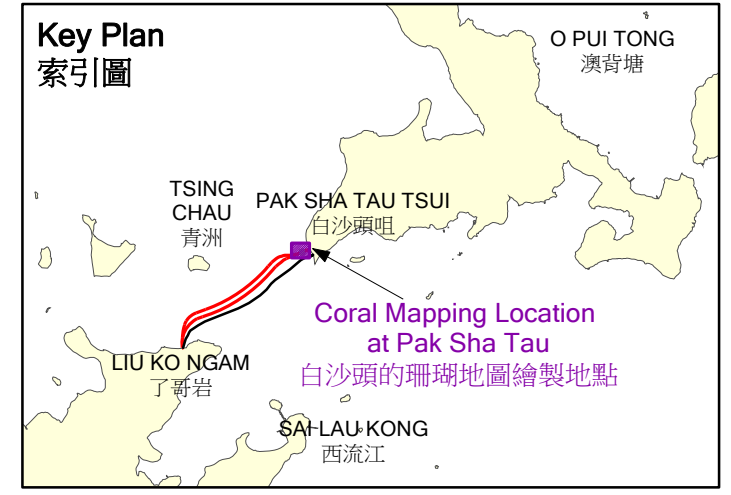 Key Plan
索引圖
O PUI TONG
澳背塘
TSING
CHAU
青洲
PAK SHA TAU TSUI
白沙頭咀
Coral Mapping Location
at Pak Sha Tau
白沙頭的珊瑚地圖繪製地點
LIU KO NGAM
了哥岩
SAI LAU KONG
西流江